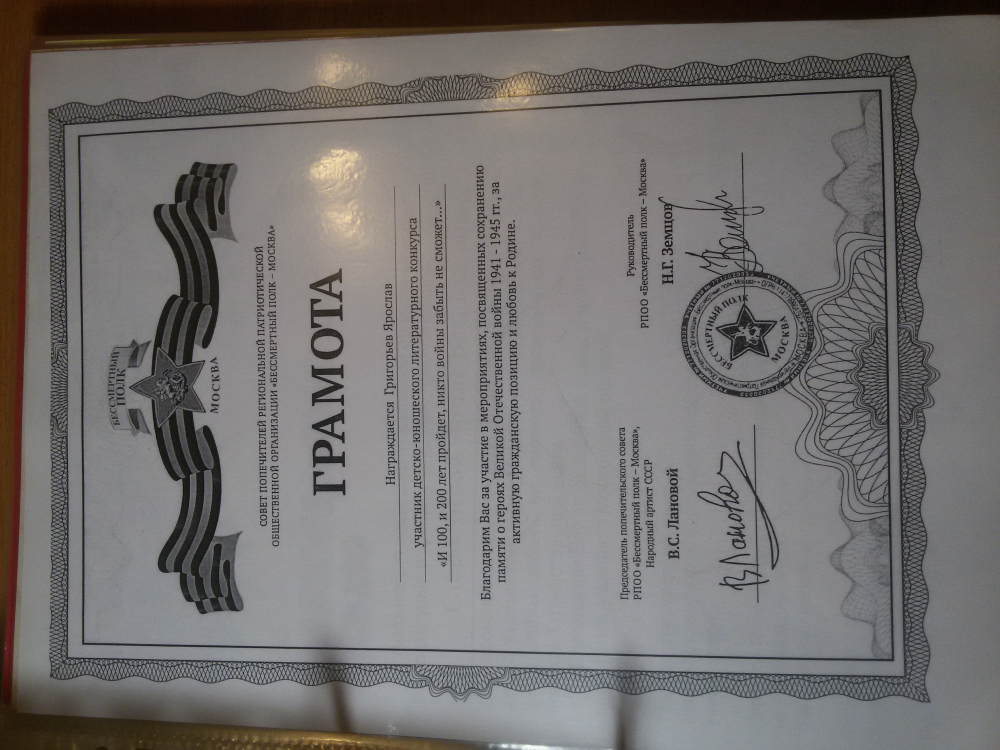 БЕССМЕРТНЫЙ
ПОЛК
МОСКВА
СОВЕТ ПОПЕЧИТЕЛЕЙ РЕГИОНАЛЬНОЙ ПАТРИОТИЧЕСКОЙ
ОБЩЕСТВЕННОЙ ОРГАНИЗАЦИИ «БЕССМЕРТНЫЙ ПОЛК – МОСКВА»
ГРАМОТА
Награждается Григорьев Ярослав
участник детско-юношеского литературного конкурса
«И 100, и 200 лет пройдет, никто войны забыть не сможет...»
Благодарим Вас за участие в мероприятиях, посвященных сохранению
памяти о героях Великой Отечественной войны 1941 - 1945 гг., за
активную гражданскую позицию и любовь к Родине.
Председатель попечительского совета
РПОО «Бессмертный полк – Москва»,
Народный артист СССР
В.С. Лановой
ВЛановой
Руководитель
РПОО «Бессмертный полк – Москва»
Н.Г. Земцов
БЕССМЕРТНЫЙ ПОЛК
МОСКВА